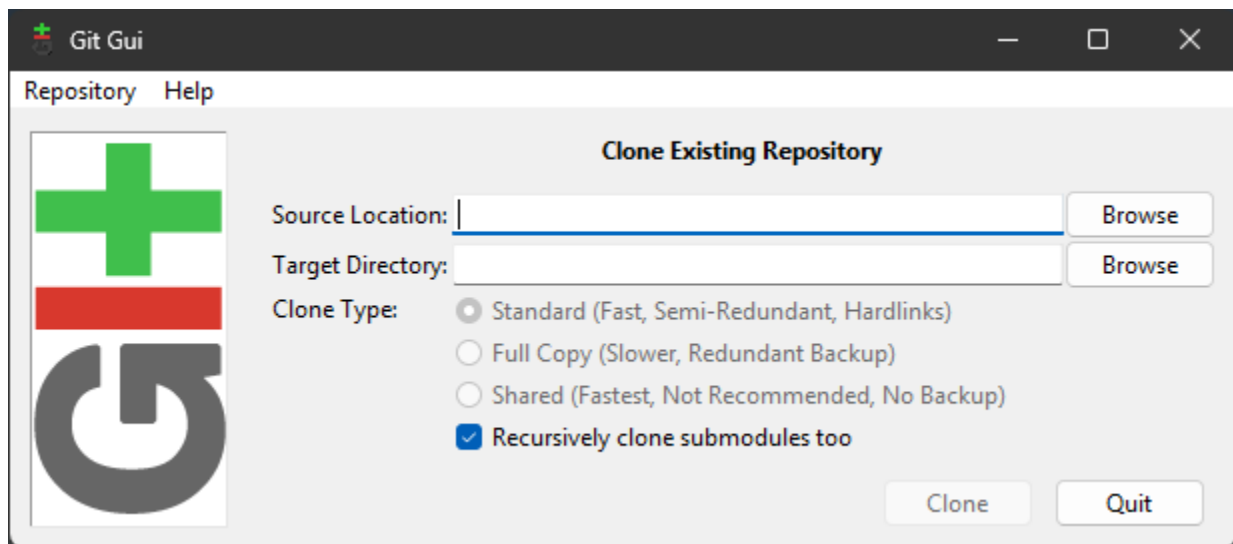 Git Gui
Repository Help
Clone Existing Repository
Source Location: Browse
Target Directory: Browse
Clone Type: Standard (Fast, Semi-Redundant, Hardlinks)
Full Copy (Slower, Redundant Backup)
Shared (Fastest, Not Recommended, No Backup)
Recursively clone submodules too
Clone Quit
Git